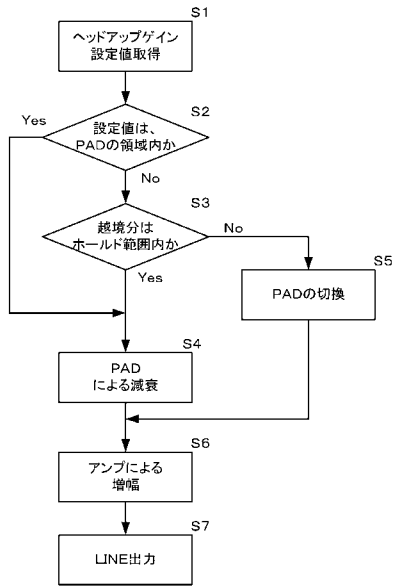 S1
ヘッドアップゲイン
設定値取得
S2
Yes
設定値は、
PADの領域内か
No
S3
越境分は
ホールド範囲内か
No
Yes
S5
PADの切換
S4
PAD
による減衰
S6
アンプによる
増幅
S7
LINE出力